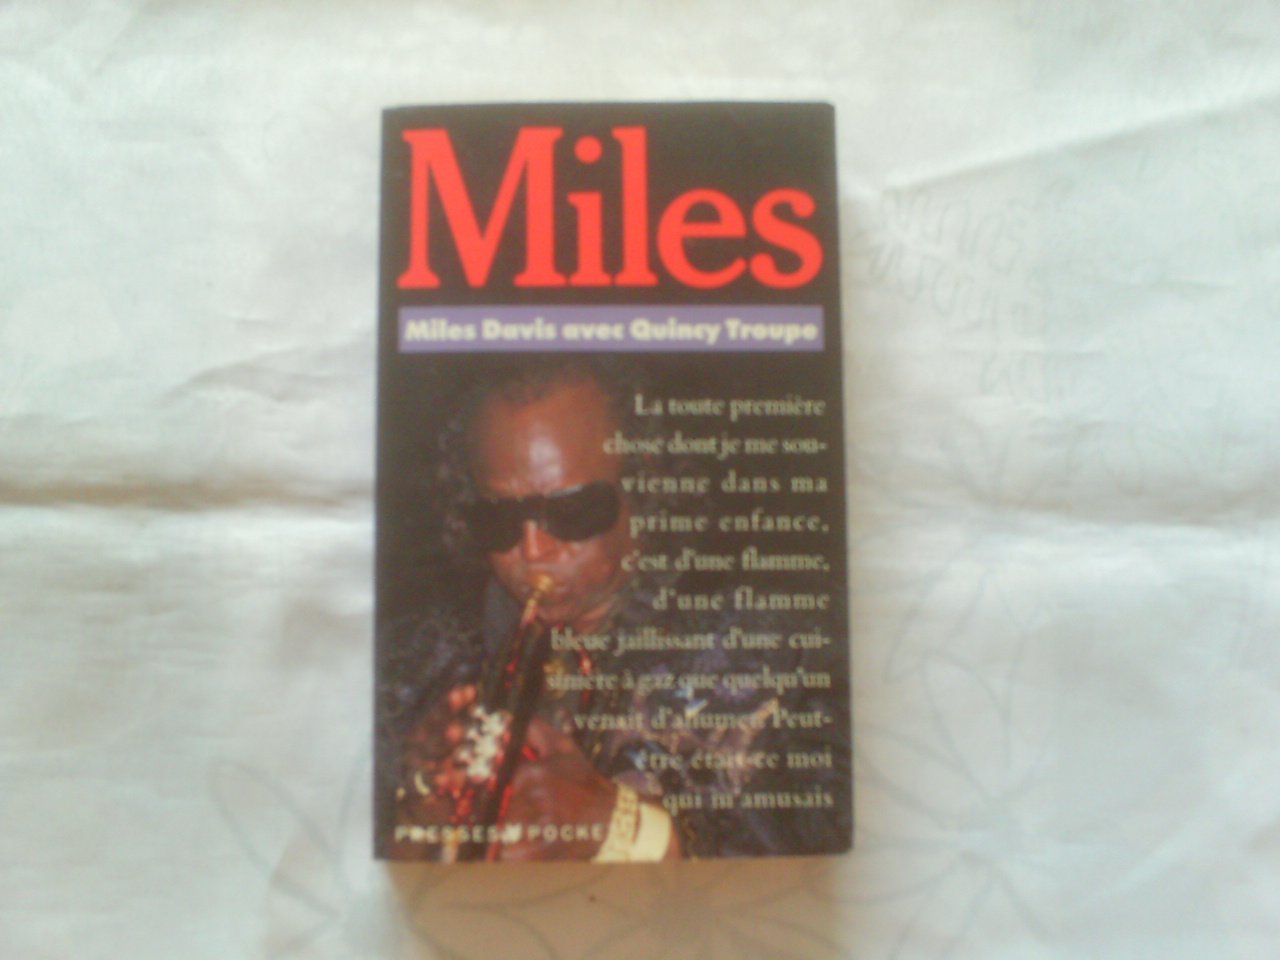 Miles
Miles Davis avec Quincy Troupe
La toute première
chose dont je me sou-
vienne dans ma
prime enfance,
c'est d'une flamme,
d'une flamme
bleue jaillissant d'une cui-
sinière à gaz que quelqu'un
venait d'allumer. Peut-
être était-ce moi
qui m'amusais
PRESSES POCKET